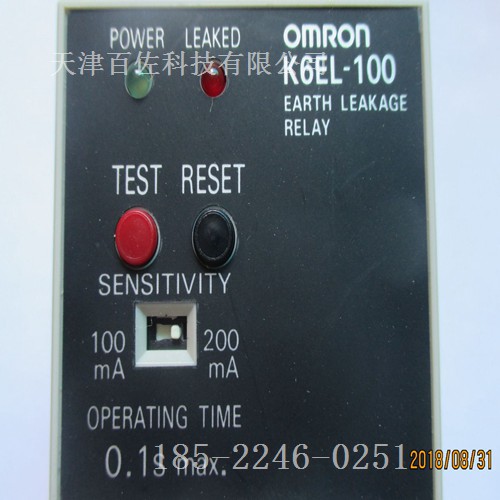 POWER LEAKED OMRON
天津百佐科技有限公司
K6EL-100
EARTH LEAKAGE
RELAY
TEST RESET
SENSITIVITY
100 mA 200 mA
OPERATING TIME
0.1s max.
185-2246-0251
2018/08/31